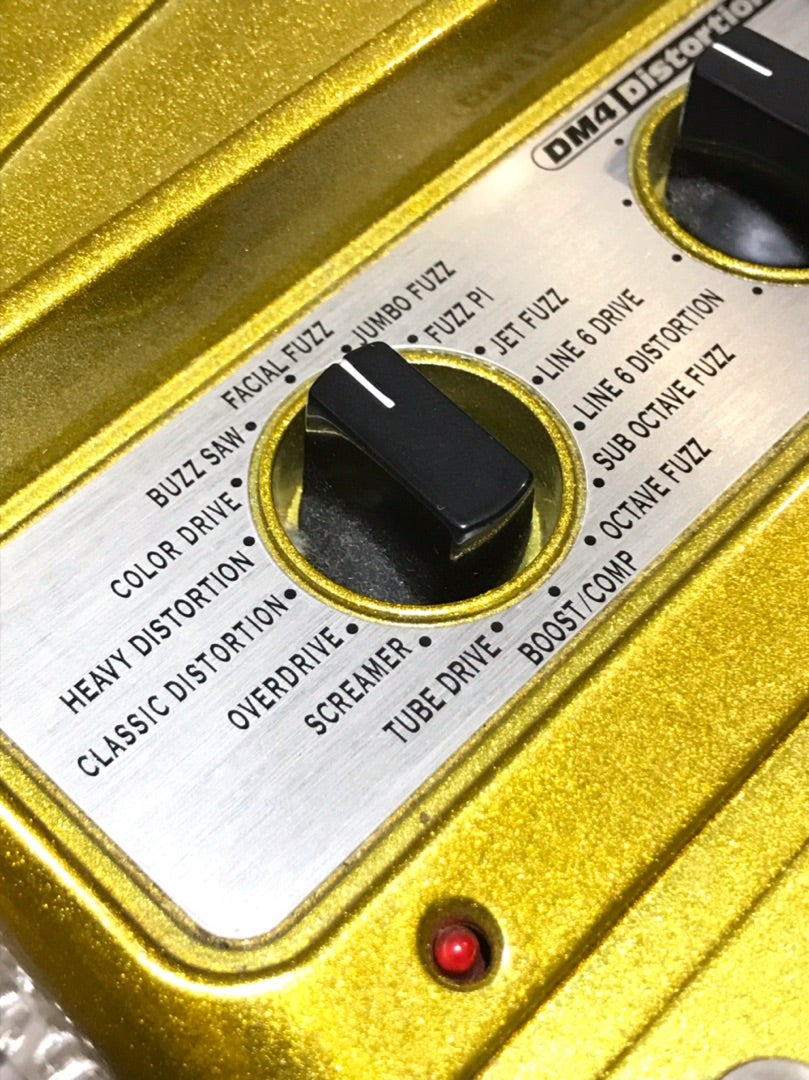 DM4 Distortion
FACIAL FUZZ
JUMBO FUZZ
FUZZ PI
JET FUZZ
LINE 6 DRIVE
LINE 6 DISTORTION
SUB OCTAVE FUZZ
OCTAVE FUZZ
BOOST/COMP
BUZZ SAW
COLOR DRIVE
HEAVY DISTORTION
CLASSIC DISTORTION
OVERDRIVE
SCREAMER
TUBE DRIVE